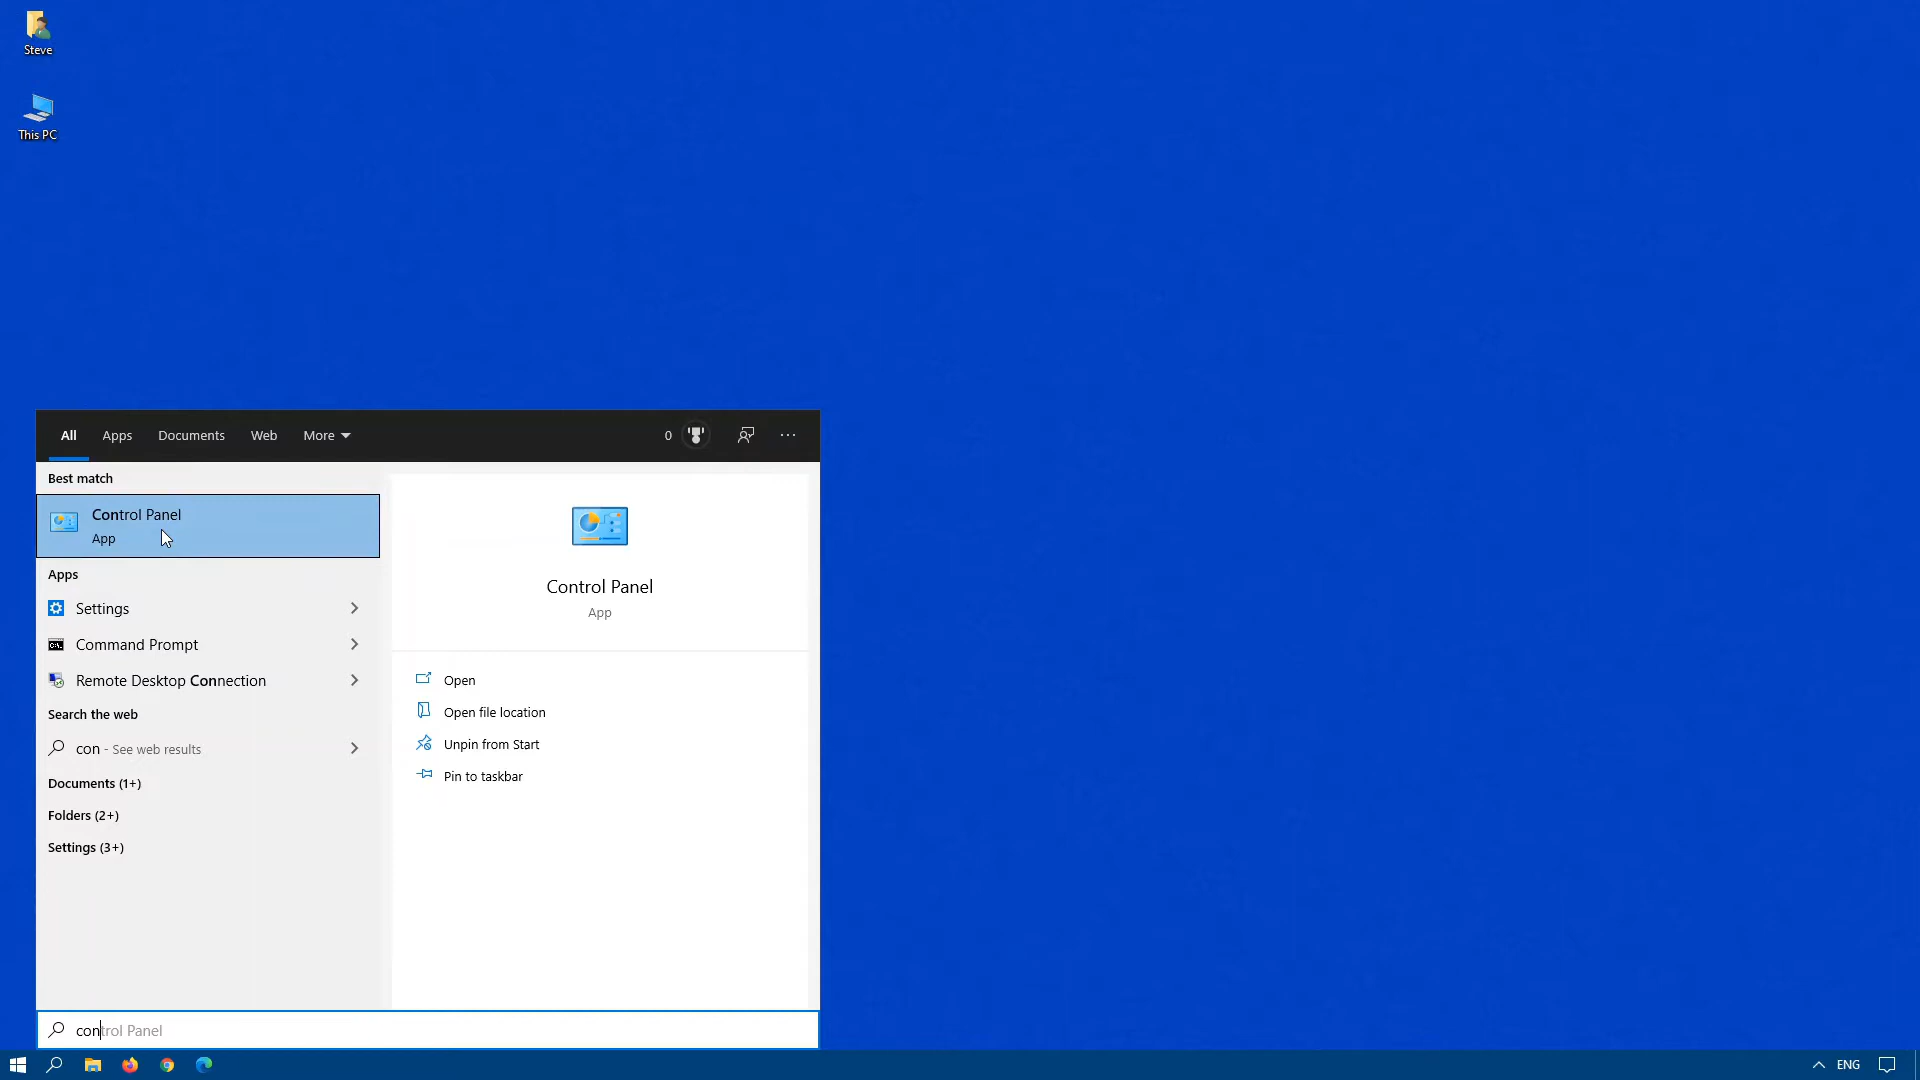 Steve
This PC
All Apps Documents Web More 0 ...
Best match
Control Panel
App
Apps
Settings
Command Prompt
Remote Desktop Connection
Search the web
con - See web results
Documents (1+)
Folders (2+)
Settings (3+)
Control Panel
App
Open
Open file location
Unpin from Start
Pin to taskbar
control Panel
ENG